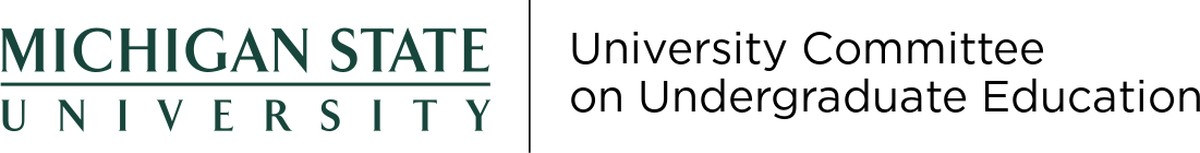 MICHIGAN STATE
UNIVERSITY
University Committee
on Undergraduate Education